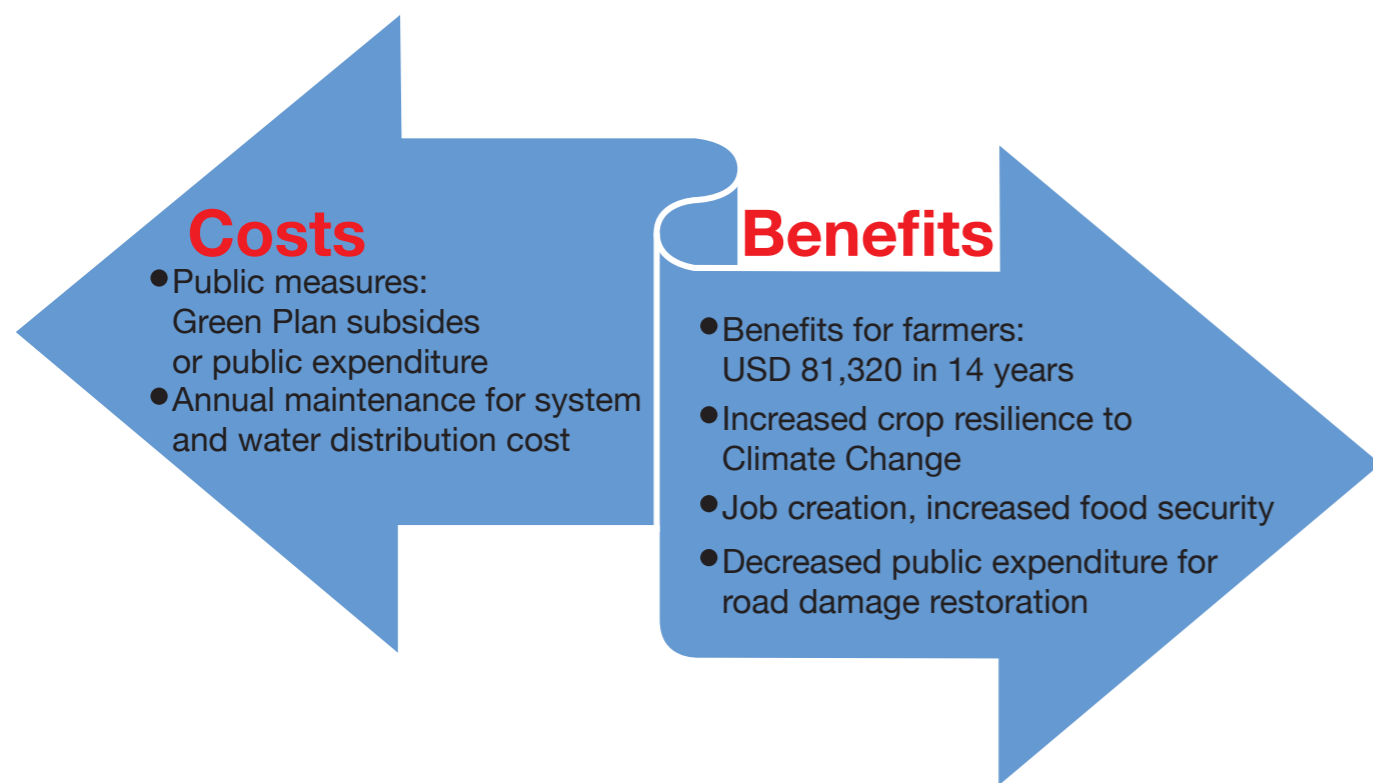 Costs
●Public measures:
Green Plan subsides
or public expenditure
●Annual maintenance for system
and water distribution cost
Benefits
●Benefits for farmers:
USD 81,320 in 14 years
●Increased crop resilience to
Climate Change
●Job creation, increased food security
●Decreased public expenditure for
road damage restoration